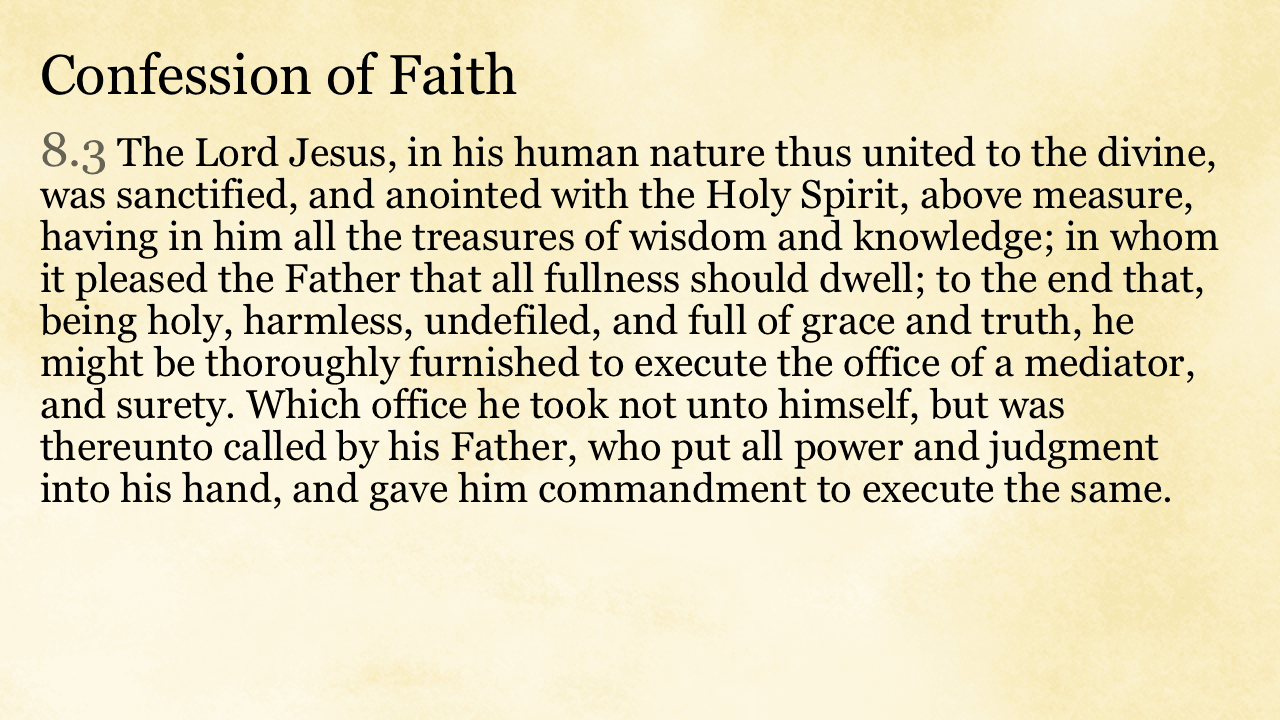 Confession of Faith
8.3 The Lord Jesus, in his human nature thus united to the divine,
was sanctified, and anointed with the Holy Spirit, above measure,
having in him all the treasures of wisdom and knowledge; in whom
it pleased the Father that all fullness should dwell; to the end that,
being holy, harmless, undefiled, and full of grace and truth, he
might be thoroughly furnished to execute the office of a mediator,
and surety. Which office he took not unto himself, but was
thereunto called by his Father, who put all power and judgment
into his hand, and gave him commandment to execute the same.